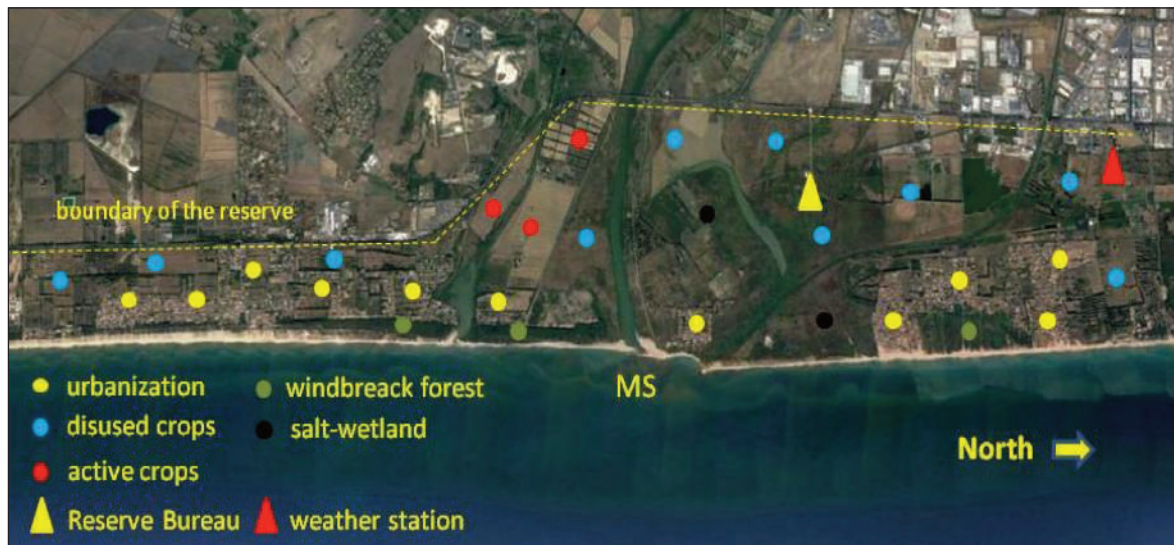 boundary of the reserve
MS
urbanization
windbreack forest
disused crops
salt-wetland
active crops
North
Reserve Bureau
weather station